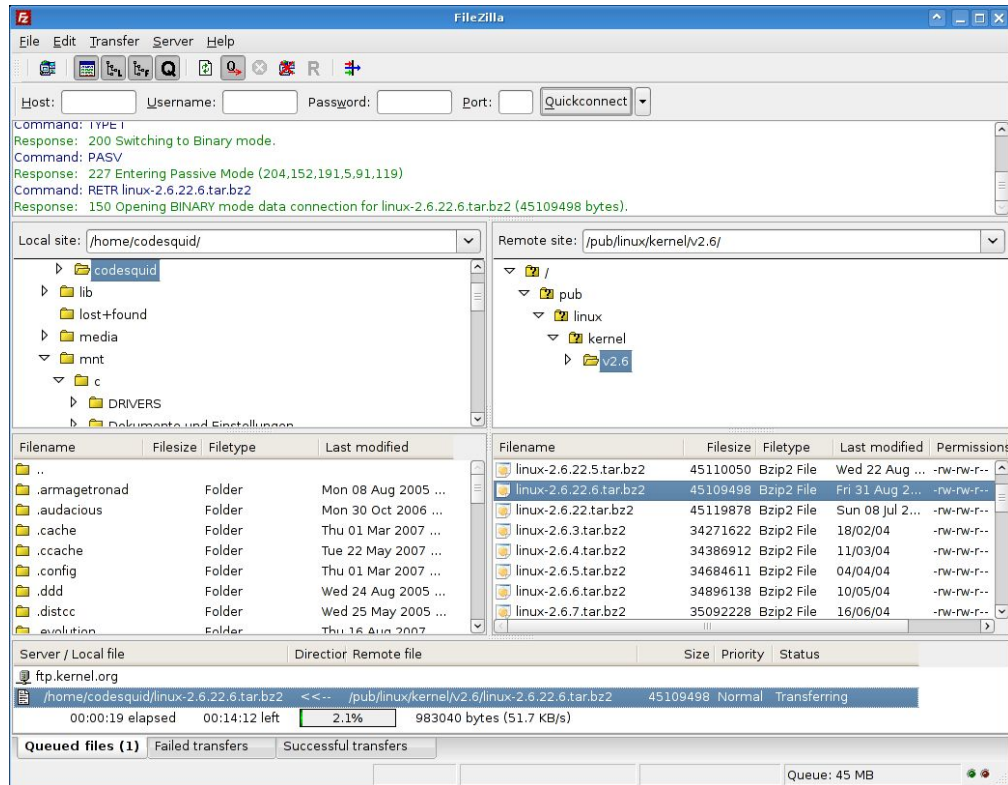 FileZilla
File Edit Transfer Server Help
Host: Username: Password: Port: Quickconnect
Command: TYPE I
Response: 200 Switching to Binary mode.
Command: PASV
Response: 227 Entering Passive Mode (204,152,191,5,91,119)
Command: RETR linux-2.6.22.6.tar.bz2
Response: 150 Opening BINARY mode data connection for linux-2.6.22.6.tar.bz2 (45109498 bytes).
Local site: /home/codesquid/
codesquid
lib
lost+found
media
mnt
c
DRIVERS
Dokumente und Einstellungen
Remote site: /pub/linux/kernel/v2.6/
/
pub
linux
kernel
v2.6
Filename Filesize Filetype Last modified
..
.armagetronad Folder Mon 08 Aug 2005 ...
.audacious Folder Mon 30 Oct 2006 ...
.cache Folder Thu 01 Mar 2007 ...
.ccache Folder Tue 22 May 2007 ...
.config Folder Thu 01 Mar 2007 ...
.ddd Folder Wed 24 Aug 2005 ...
.distcc Folder Wed 25 May 2005 ...
.evolution Folder Thu 16 Aug 2007
Filename Filesize Filetype Last modified Permissions
linux-2.6.22.5.tar.bz2 45110050 Bzip2 File Wed 22 Aug ... -rw-rw-r--
linux-2.6.22.6.tar.bz2 45109498 Bzip2 File Fri 31 Aug 2... -rw-rw-r--
linux-2.6.22.tar.bz2 45119878 Bzip2 File Sun 08 Jul 2... -rw-rw-r--
linux-2.6.3.tar.bz2 34271622 Bzip2 File 18/02/04 -rw-rw-r--
linux-2.6.4.tar.bz2 34386912 Bzip2 File 11/03/04 -rw-rw-r--
linux-2.6.5.tar.bz2 34684611 Bzip2 File 04/04/04 -rw-rw-r--
linux-2.6.6.tar.bz2 34896138 Bzip2 File 10/05/04 -rw-rw-r--
linux-2.6.7.tar.bz2 35092228 Bzip2 File 16/06/04 -rw-rw-r--
Server / Local file Direction Remote file Size Priority Status
ftp.kernel.org
/home/codesquid/linux-2.6.22.6.tar.bz2 <<-- /pub/linux/kernel/v2.6/linux-2.6.22.6.tar.bz2 45109498 Normal Transferring
00:00:19 elapsed 00:14:12 left 2.1% 983040 bytes (51.7 KB/s)
Queued files (1) Failed transfers Successful transfers
Queue: 45 MB